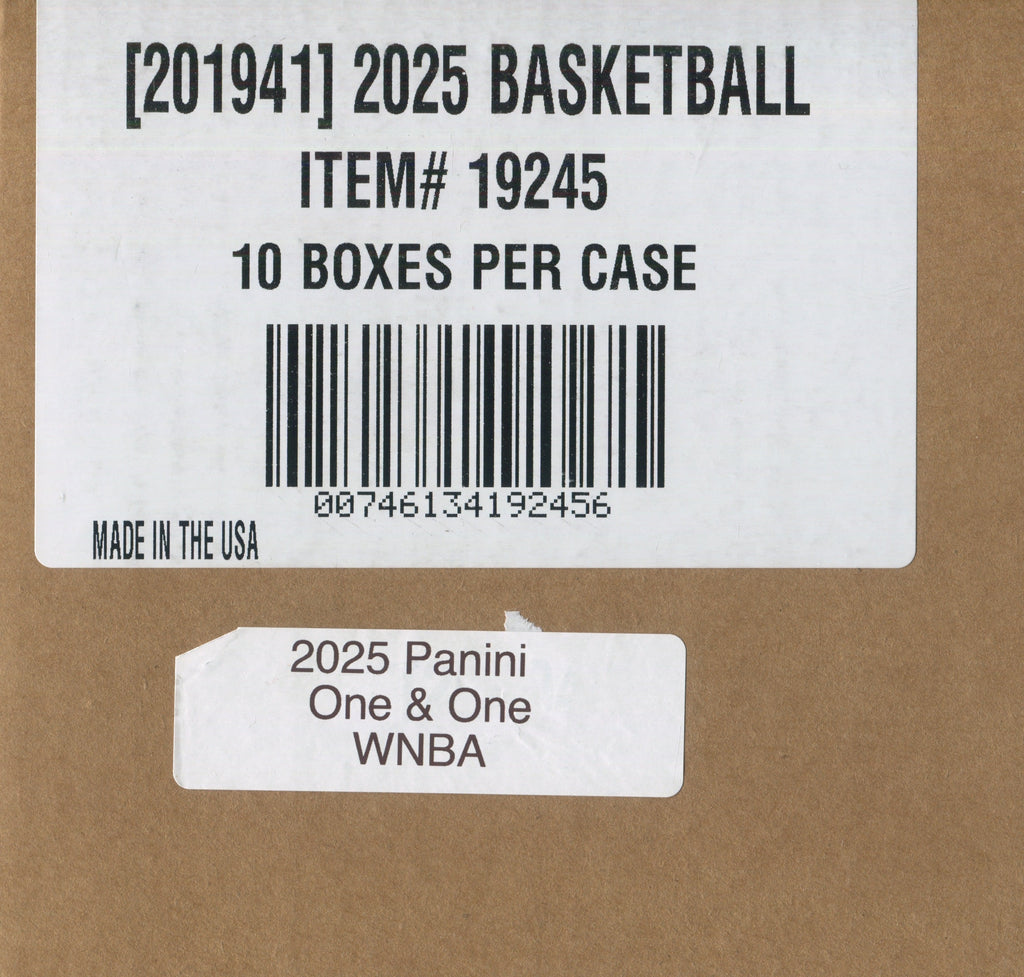 [201941] 2025 BASKETBALL
ITEM# 19245
10 BOXES PER CASE
00746134192456
MADE IN THE USA
2025 Panini
One & One
WNBA